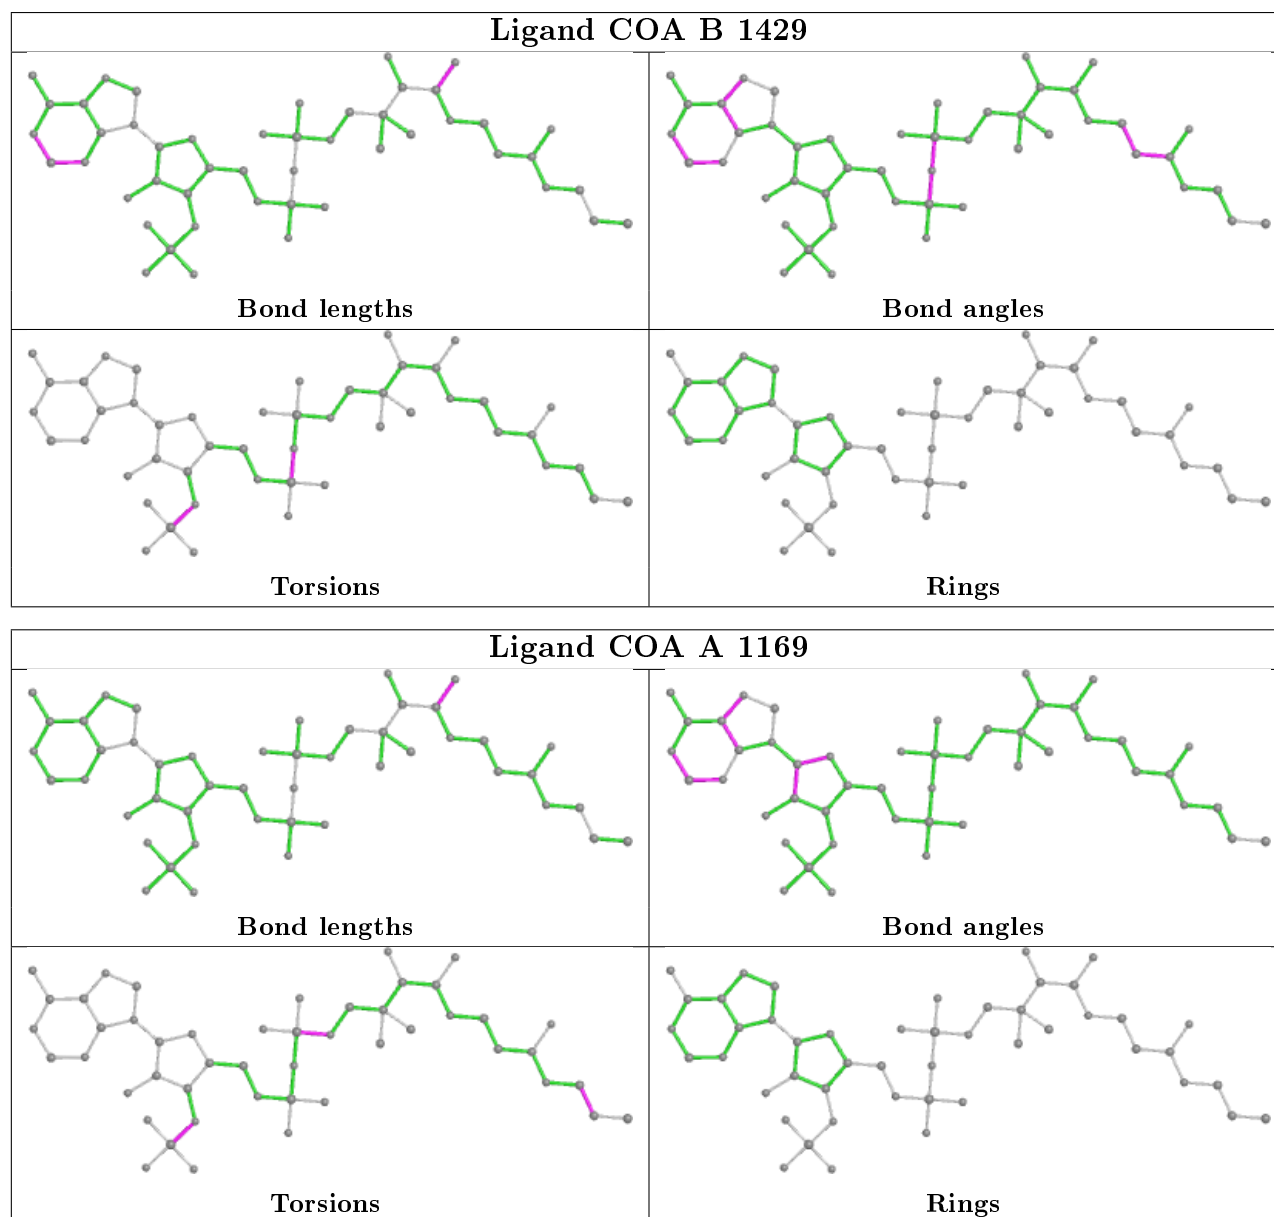 Ligand COA B 1429
Bond lengths
Bond angles
Torsions
Rings
Ligand COA A 1169
Bond lengths
Bond angles
Torsions
Rings